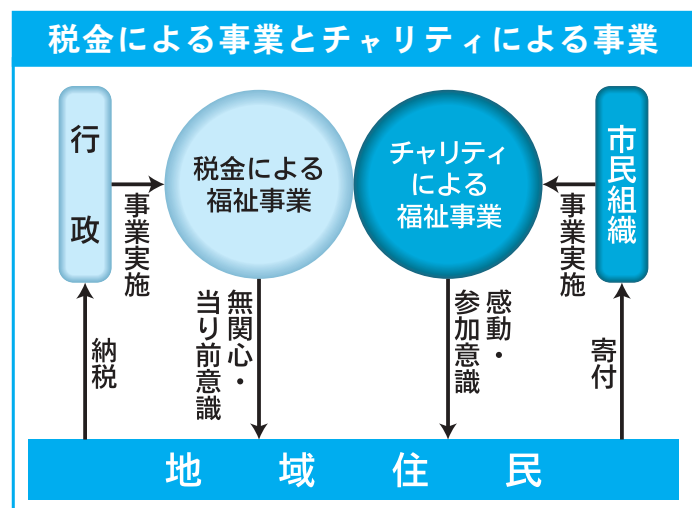 税金による事業とチャリティによる事業
行政
事業実施
税金による
福祉事業
チャリティ
による
福祉事業
事業実施
市民組織
納税
無関心・
当り前意識
感動・
参加意識
寄付
地域住民